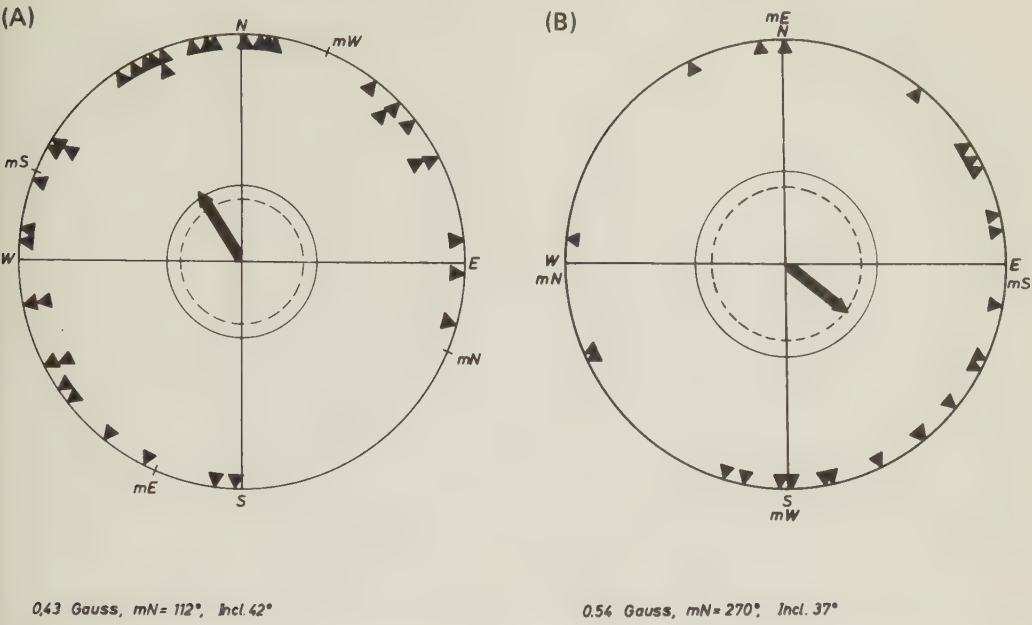 (A)
N
mW
mS
W
E
mN
mE
S
0,43 Gauss, mN = 112°, Incl. 42°
(B)
mE
N
W
mN
E
mS
S
mW
0.54 Gauss, mN = 270°, Incl. 37°